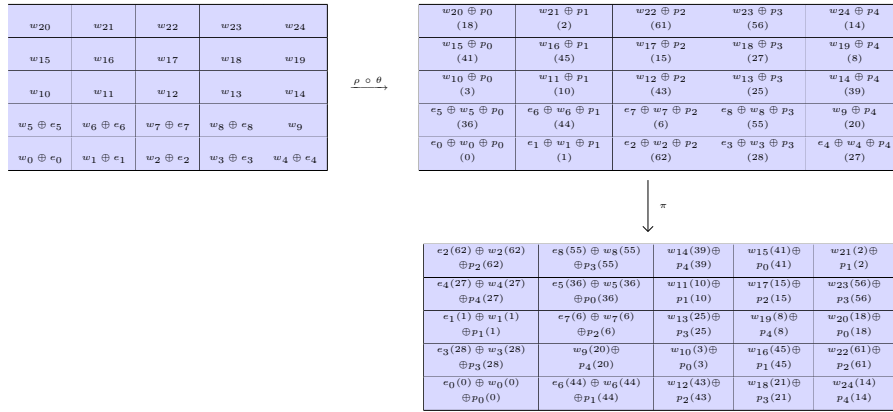 w20 w21 w22 w23 w24
w15 w16 w17 w18 w19
w10 w11 w12 w13 w14
w5 ⊕ e5 w6 ⊕ e6 w7 ⊕ e7 w8 ⊕ e8 w9
w0 ⊕ e0 w1 ⊕ e1 w2 ⊕ e2 w3 ⊕ e3 w4 ⊕ e4
ρ ∘ θ
w20 ⊕ p0 w21 ⊕ p1 w22 ⊕ p2 w23 ⊕ p3 w24 ⊕ p4
(18) (2) (61) (56) (14)
w15 ⊕ p0 w16 ⊕ p1 w17 ⊕ p2 w18 ⊕ p3 w19 ⊕ p4
(41) (45) (15) (27) (8)
w10 ⊕ p0 w11 ⊕ p1 w12 ⊕ p2 w13 ⊕ p3 w14 ⊕ p4
(3) (10) (43) (25) (39)
e5 ⊕ w5 ⊕ p0 e6 ⊕ w6 ⊕ p1 e7 ⊕ w7 ⊕ p2 e8 ⊕ w8 ⊕ p3 w9 ⊕ p4
(36) (44) (6) (55) (20)
e0 ⊕ w0 ⊕ p0 e1 ⊕ w1 ⊕ p1 e2 ⊕ w2 ⊕ p2 e3 ⊕ w3 ⊕ p3 e4 ⊕ w4 ⊕ p4
(0) (1) (62) (28) (27)
π
e2(62) ⊕ w2(62) e8(55) ⊕ w8(55) w14(39)⊕ w15(41)⊕ w21(2)⊕
⊕p2(62) ⊕p3(55) p4(39) p0(41) p1(2)
e4(27) ⊕ w4(27) e5(36) ⊕ w5(36) w11(10)⊕ w17(15)⊕ w23(56)⊕
⊕p4(27) ⊕p0(36) p1(10) p2(15) p3(56)
e1(1) ⊕ w1(1) e7(6) ⊕ w7(6) w13(25)⊕ w19(8)⊕ w20(18)⊕
⊕p1(1) ⊕p2(6) p3(25) p4(8) p0(18)
e3(28) ⊕ w3(28) w9(20)⊕ w10(3)⊕ w16(45)⊕ w22(61)⊕
⊕p3(28) p4(20) p0(3) p1(45) p2(61)
e0(0) ⊕ w0(0) e6(44) ⊕ w6(44) w12(43)⊕ w18(21)⊕ w24(14)
⊕p0(0) ⊕p1(44) p2(43) p3(21) p4(14)